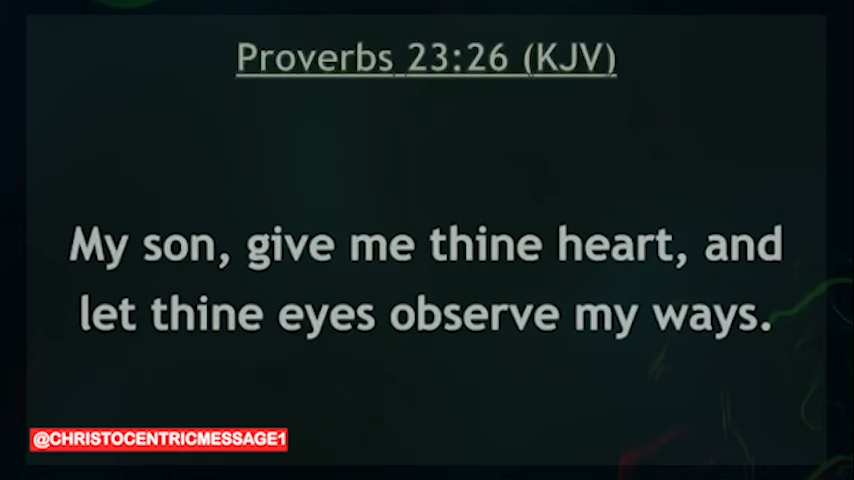 Proverbs 23:26 (KJV)
My son, give me thine heart, and
let thine eyes observe my ways.
@CHRISTOCENTRICMESSAGE1